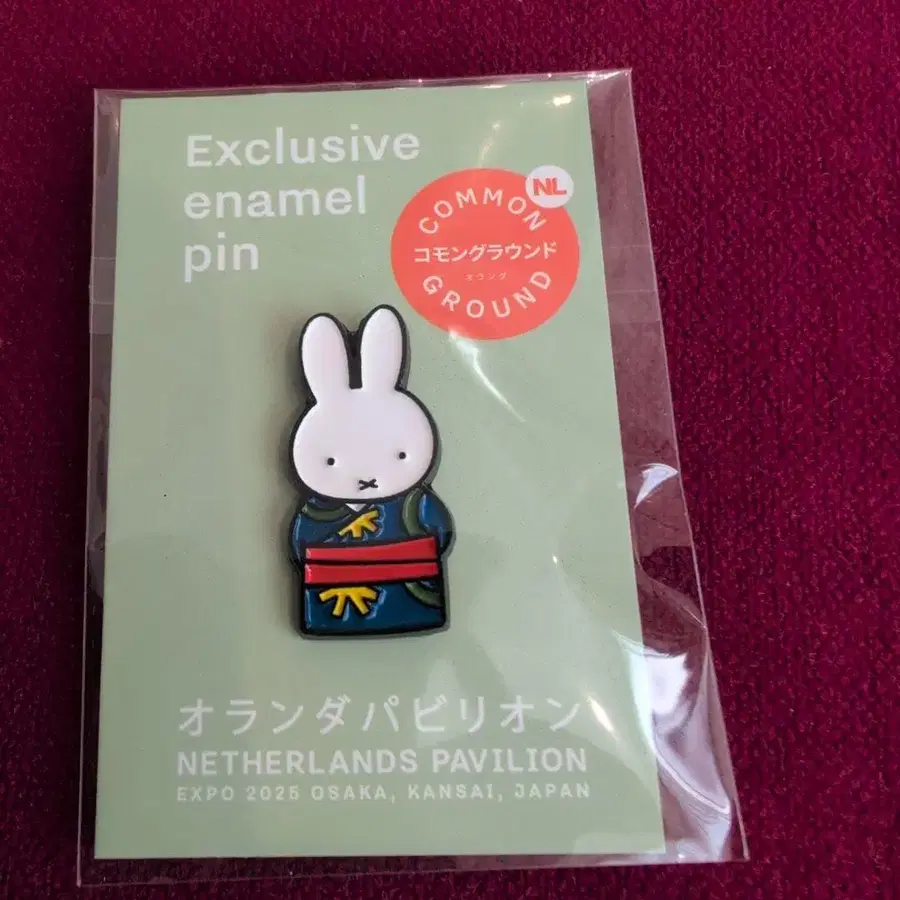 Exclusive
enamel
pin
NL
COMMON
コモングラウンド
オランダ
GROUND
オランダパビリオン
NETHERLANDS PAVILION
EXPO 2025 OSAKA, KANSAI, JAPAN